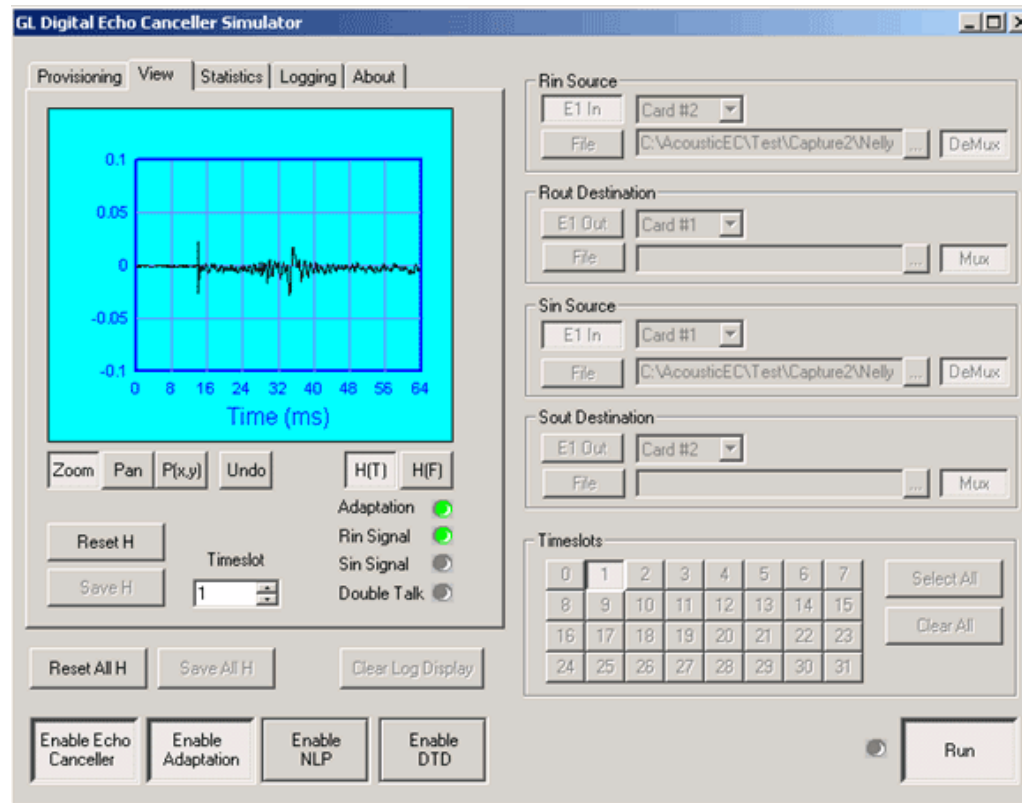 GL Digital Echo Canceller Simulator
Provisioning View Statistics Logging About
0.1
0.05
0
-0.05
-0.1
0 8 16 24 32 40 48 56 64
Time (ms)
Zoom Pan P(x,y) Undo H(T) H(F)
Adaptation
Rin Signal
Sin Signal
Double Talk
Reset H
Save H
Timeslot
1
Reset All H Save All H Clear Log Display
Enable Echo Canceller
Enable Adaptation
Enable NLP
Enable DTD
Rin Source
E1 In Card #2
File C:\AcousticEC\Test\Capture2\Nelly ... DeMux
Rout Destination
E1 Out Card #1
File ... Mux
Sin Source
E1 In Card #1
File C:\AcousticEC\Test\Capture2\Nelly ... DeMux
Sout Destination
E1 Out Card #2
File ... Mux
Timeslots
0 1 2 3 4 5 6 7
8 9 10 11 12 13 14 15
16 17 18 19 20 21 22 23
24 25 26 27 28 29 30 31
Select All
Clear All
Run